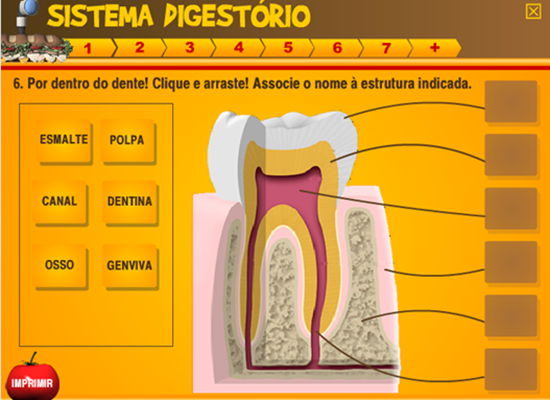 SISTEMA DIGESTÓRIO
1 2 3 4 5 6 7 +
6. Por dentro do dente! Clique e arraste! Associe o nome à estrutura indicada.
ESMALTE POLPA
CANAL DENTINA
OSSO GENVIVA
IMPRIMIR